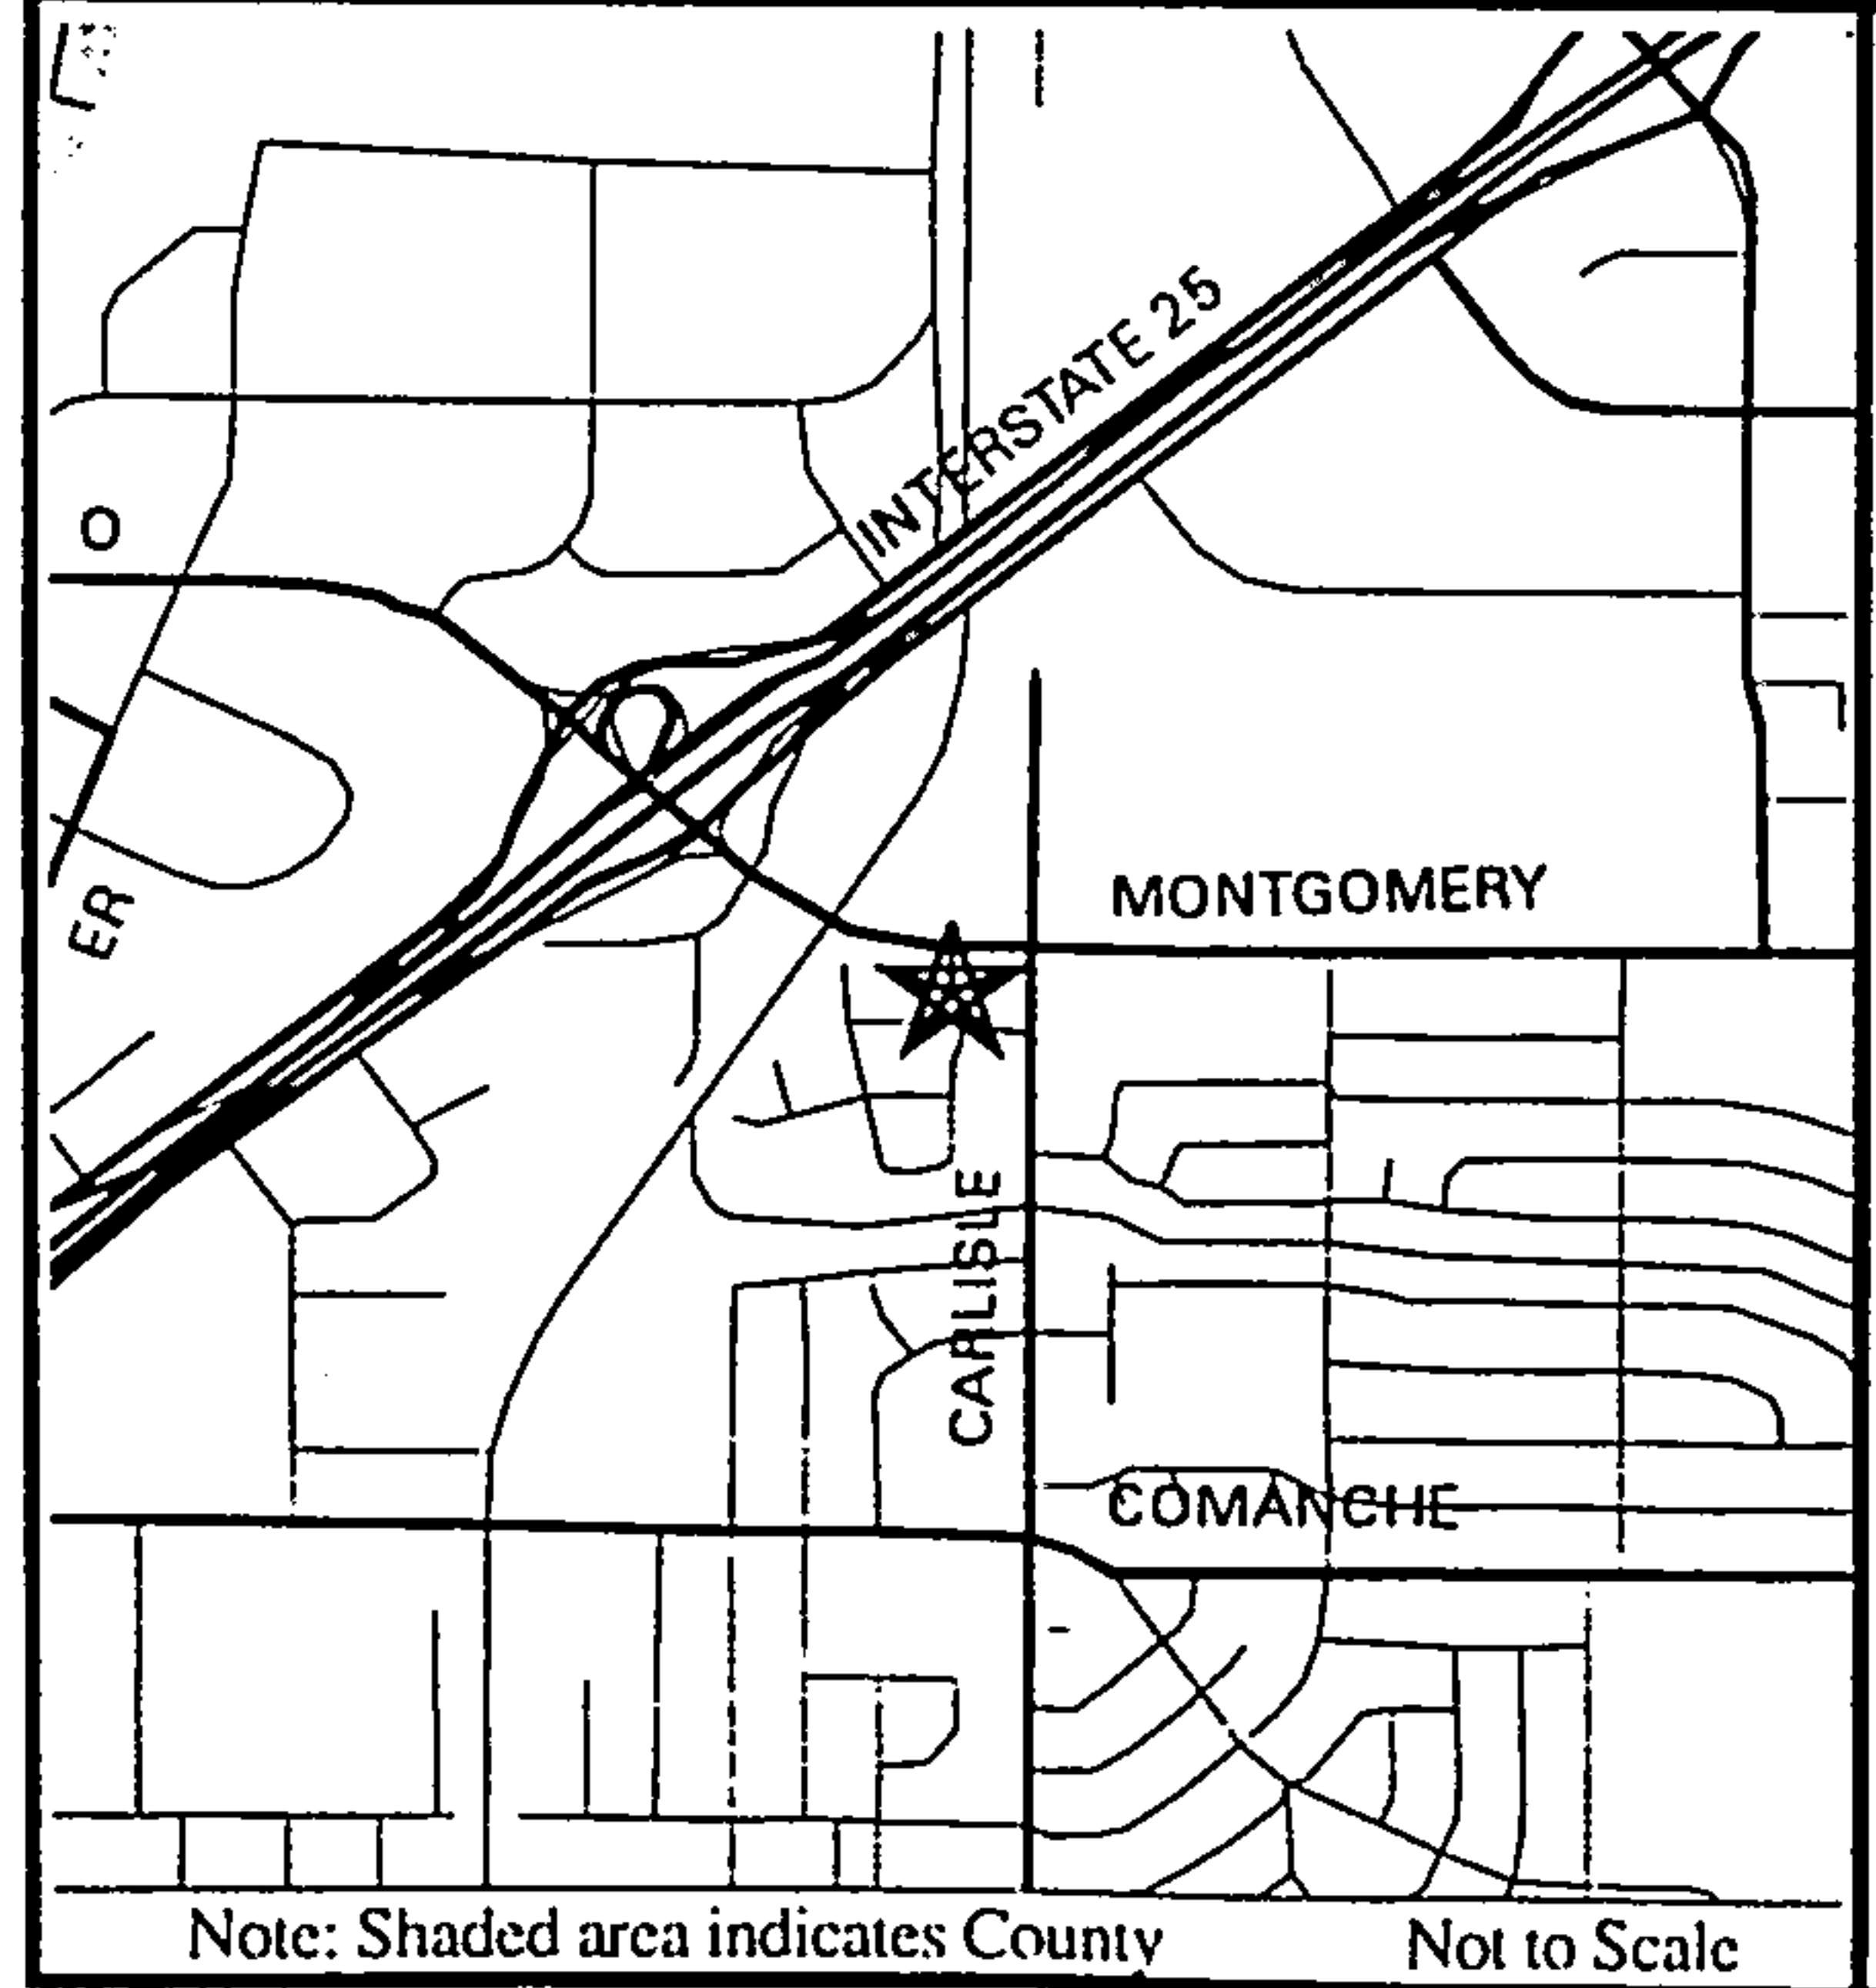 INTERSTATE 25
O
ER
MONTGOMERY
CARLISLE
COMANCHE
Note: Shaded area indicates County
Not to Scale